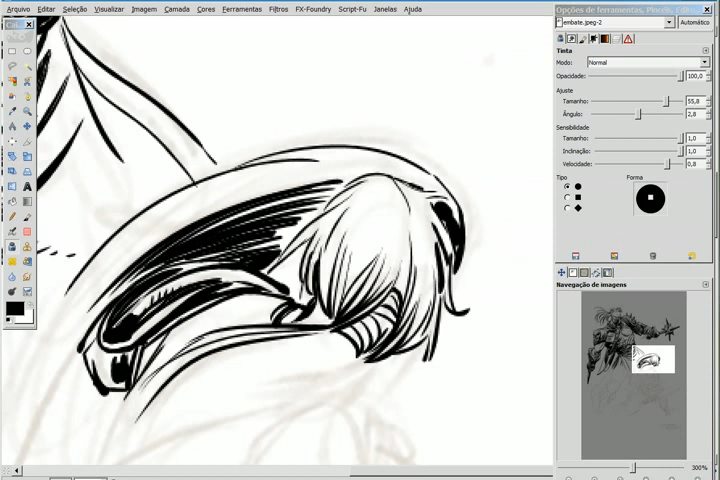 Arquivo Editar Seleção Visualizar Imagem Camada Cores Ferramentas Filtros FX-Foundry Script-Fu Janelas Ajuda
Opções de ferramentas, Pincéis,
embate.jpeg-2 Automático
Tinta
Modo: Normal
Opacidade: 100,0
Ajuste
Tamanho: 55,8
Ângulo: 2,8
Sensibilidade
Tamanho: 1,0
Inclinação: 1,0
Velocidade: 0,8
Tipo Forma
Navegação de imagens
300%